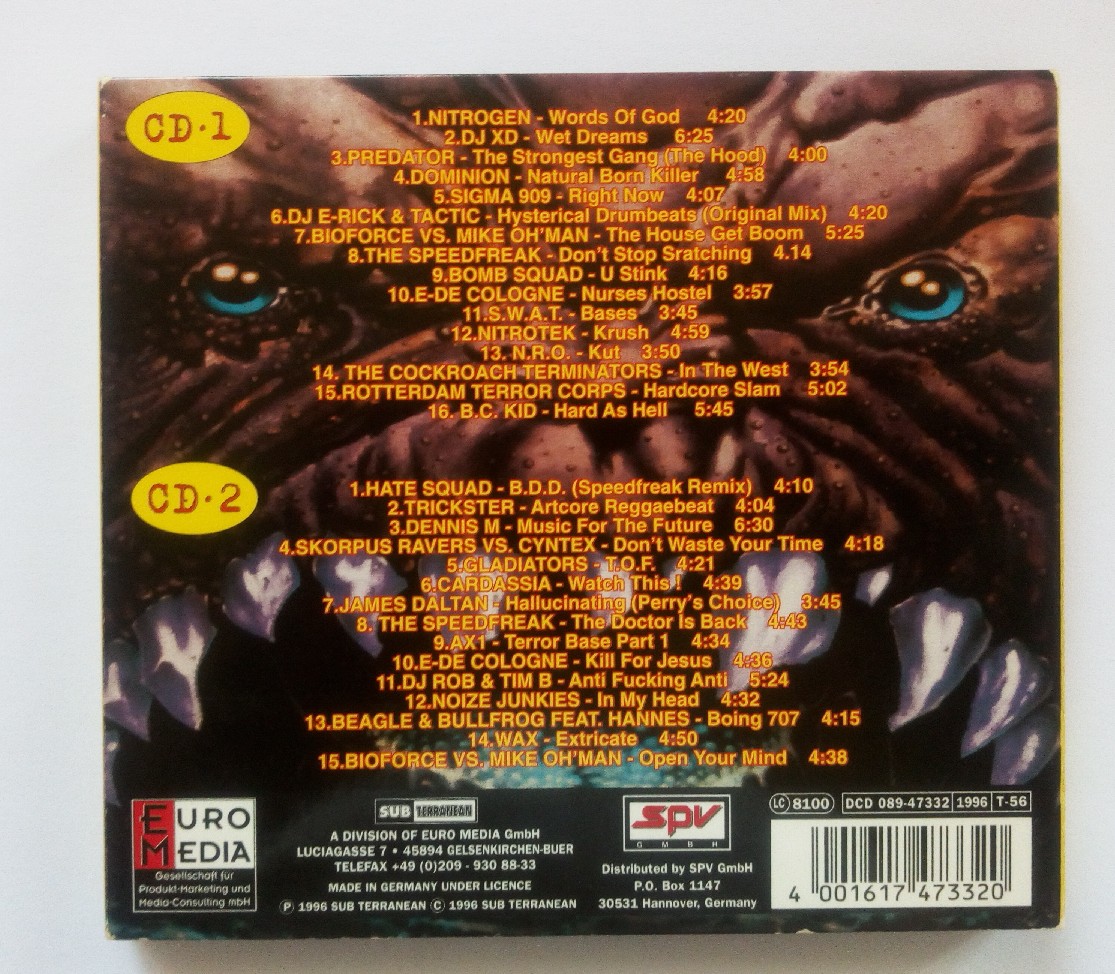 CD·1
1.NITROGEN - Words Of God 4:20
2.DJ XD - Wet Dreams 6:25
3.PREDATOR - The Strongest Gang (The Hood) 4:00
4.DOMINION - Natural Born Killer 4:58
5.SIGMA 909 - Right Now 4:07
6.DJ E-RICK & TACTIC - Hysterical Drumbeats (Original Mix) 4:20
7.BIOFORCE VS. MIKE OH'MAN - The House Get Boom 5:25
8.THE SPEEDFREAK - Don't Stop Sratching 4.14
9.BOMB SQUAD - U Stink 4:16
10.E-DE COLOGNE - Nurses Hostel 3:57
11.S.W.A.T. - Bases 3:45
12.NITROTEK - Krush 4:59
13. N.R.O. - Kut 3:50
14. THE COCKROACH TERMINATORS - In The West 3:54
15.ROTTERDAM TERROR CORPS - Hardcore Slam 5:02
16. B.C. KID - Hard As Hell 5:45
CD·2
1.HATE SQUAD - B.D.D. (Speedfreak Remix) 4:10
2.TRICKSTER - Artcore Reggaebeat 4:04
3.DENNIS M - Music For The Future 6:30
4.SKORPUS RAVERS VS. CYNTEX - Don't Waste Your Time 4:18
5.GLADIATORS - T.O.F. 4:21
6.CARDASSIA - Watch This ! 4:39
7.JAMES DALTAN - Hallucinating (Perry's Choice) 3:45
8. THE SPEEDFREAK - The Doctor Is Back 4:43
9.AX1 - Terror Base Part 1 4:34
10.E-DE COLOGNE - Kill For Jesus 4:36
11.DJ ROB & TIM B - Anti Fucking Anti 5:24
12.NOIZE JUNKIES - In My Head 4:32
13.BEAGLE & BULLFROG FEAT. HANNES - Boing 707 4:15
14.WAX - Extricate 4:50
15.BIOFORCE VS. MIKE OH'MAN - Open Your Mind 4:38
EURO
MEDIA
Gesellschaft für
Produkt-Marketing und
Media-Consulting mbH
SUB TERRANEAN
A DIVISION OF EURO MEDIA GmbH
LUCIAGASSE 7 • 45894 GELSENKIRCHEN-BUER
TELEFAX +49 (0)209 - 930 88-33
MADE IN GERMANY UNDER LICENCE
Ⓟ 1996 SUB TERRANEAN Ⓒ 1996 SUB TERRANEAN
SPV
GMBH
Distributed by SPV GmbH
P.O. Box 1147
30531 Hannover, Germany
LC 8100 DCD 089-47332 1996 T-56
4 001617 473320